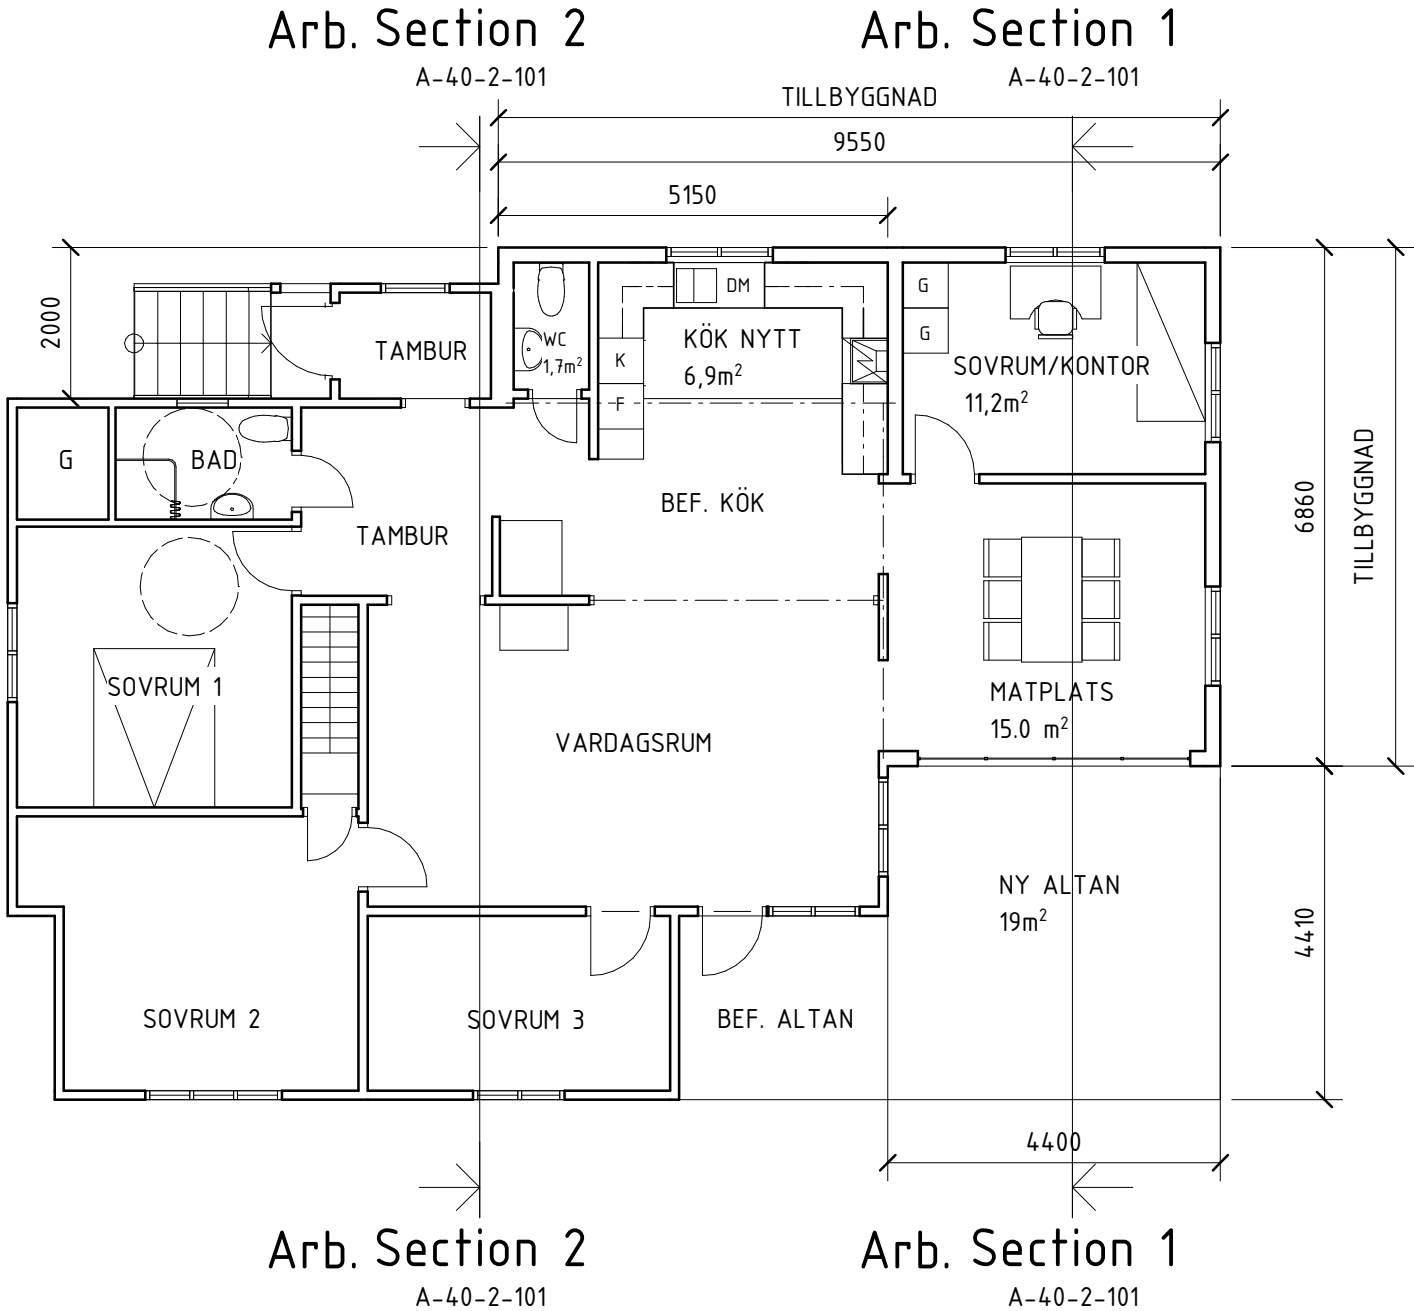 Arb. Section 2
A-40-2-101
Arb. Section 1
A-40-2-101
TILLBYGGNAD
9550
5150
2000
TAMBUR
WC
1,7m²
DM
KÖK NYTT
6,9m²
K
F
G
G
SOVRUM/KONTOR
11,2m²
G
BAD
TAMBUR
BEF. KÖK
6860
TILLBYGGNAD
SOVRUM 1
VARDAGSRUM
MATPLATS
15.0 m²
NY ALTAN
19m²
4410
SOVRUM 2
SOVRUM 3
BEF. ALTAN
4400
Arb. Section 2
A-40-2-101
Arb. Section 1
A-40-2-101